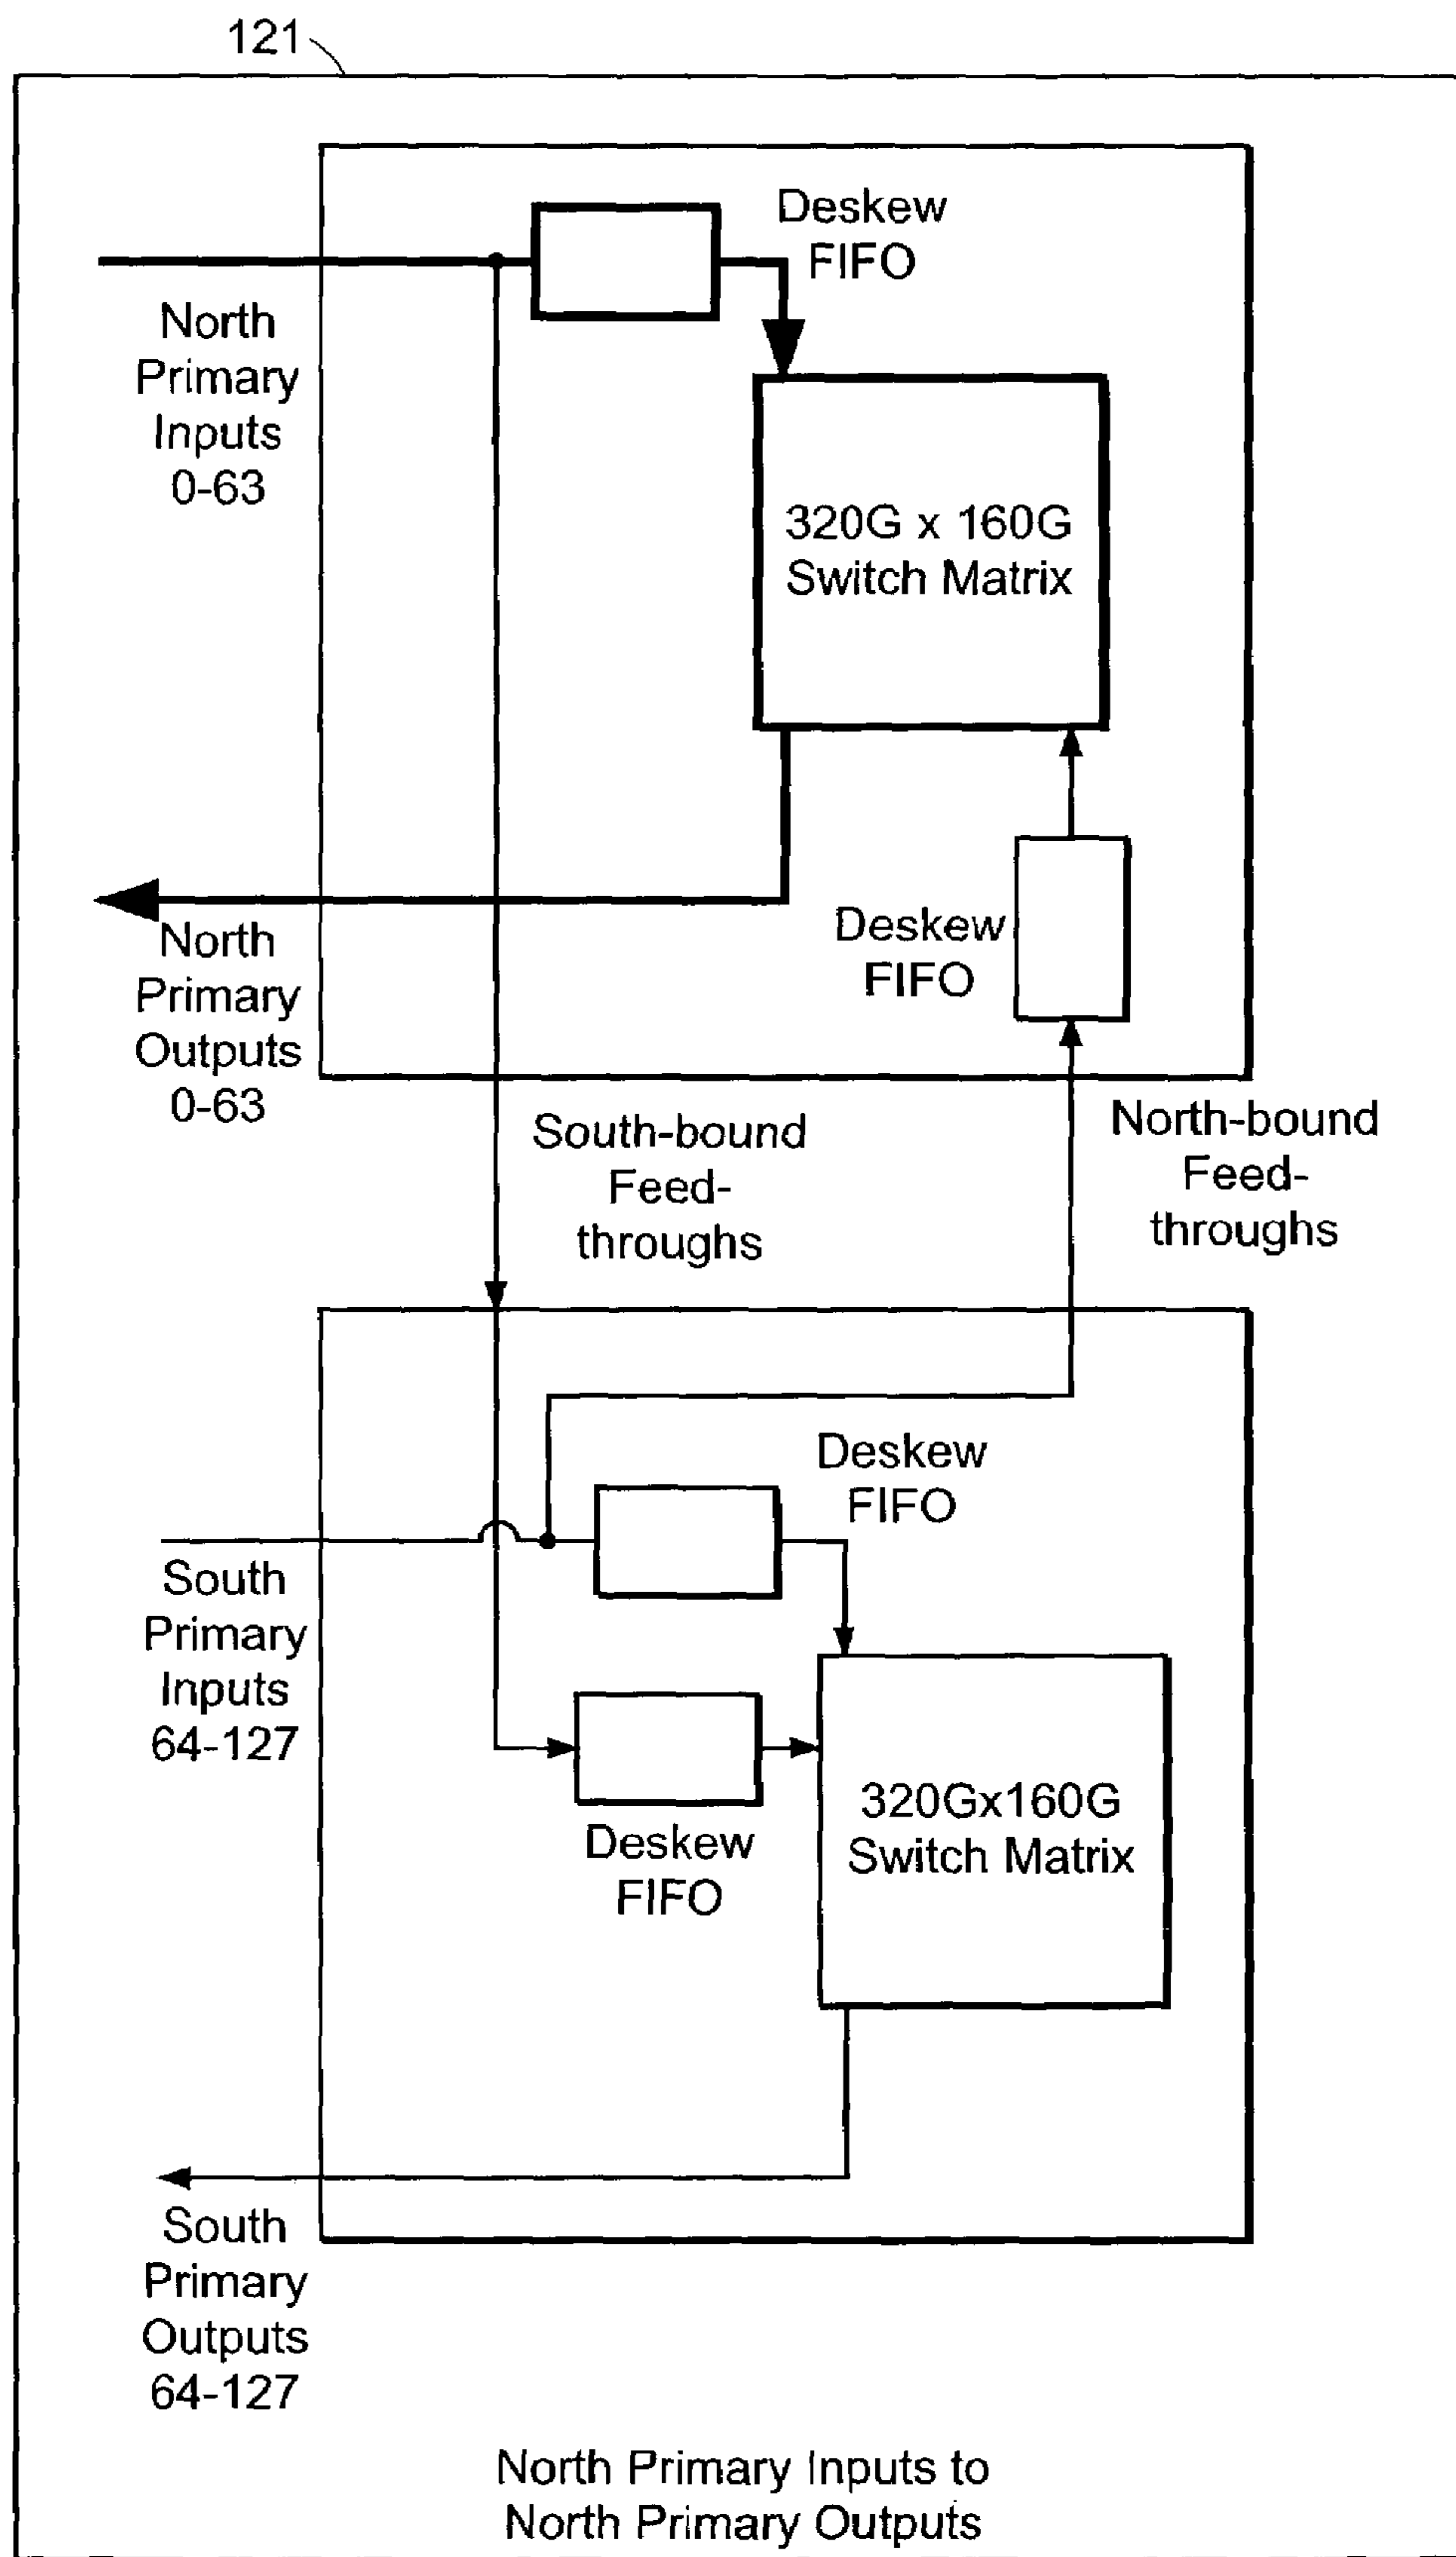 121
Deskew
FIFO
North
Primary
Inputs
0-63
320G x 160G
Switch Matrix
North
Primary
Outputs
0-63
Deskew
FIFO
South-bound
Feed-
throughs
North-bound
Feed-
throughs
Deskew
FIFO
South
Primary
Inputs
64-127
Deskew
FIFO
320Gx160G
Switch Matrix
South
Primary
Outputs
64-127
North Primary Inputs to
North Primary Outputs